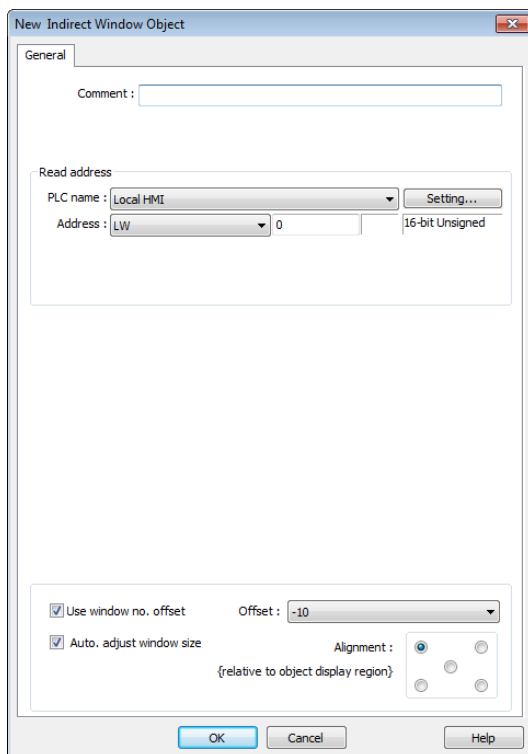 New Indirect Window Object
General
Comment :
Read address
PLC name : Local HMI Setting...
Address : LW 0 16-bit Unsigned
Use window no. offset Offset : -10
Auto. adjust window size Alignment :
{relative to object display region}
OK Cancel Help